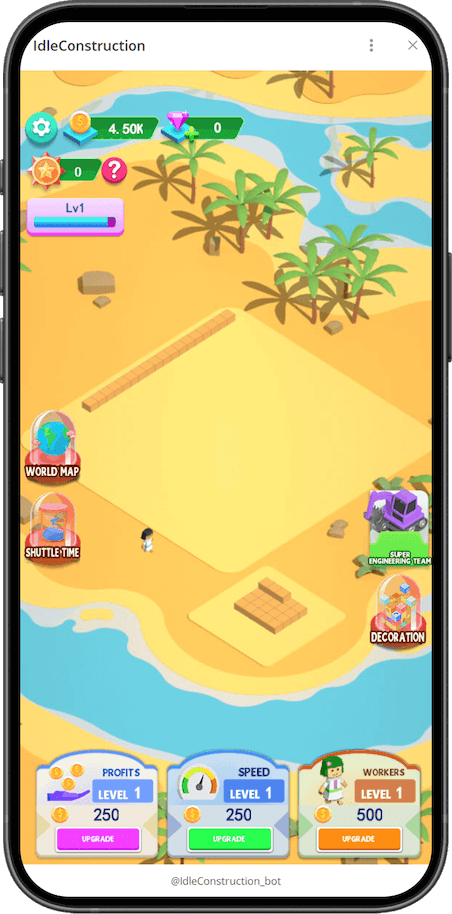 IdleConstruction
4.50K
0
0
?
Lv1
WORLD MAP
SHUTTLE TIME
SUPER
ENGINEERING TEAM
DECORATION
PROFITS
LEVEL 1
250
UPGRADE
SPEED
LEVEL 1
250
UPGRADE
WORKERS
LEVEL 1
500
UPGRADE
@IdleConstruction_bot